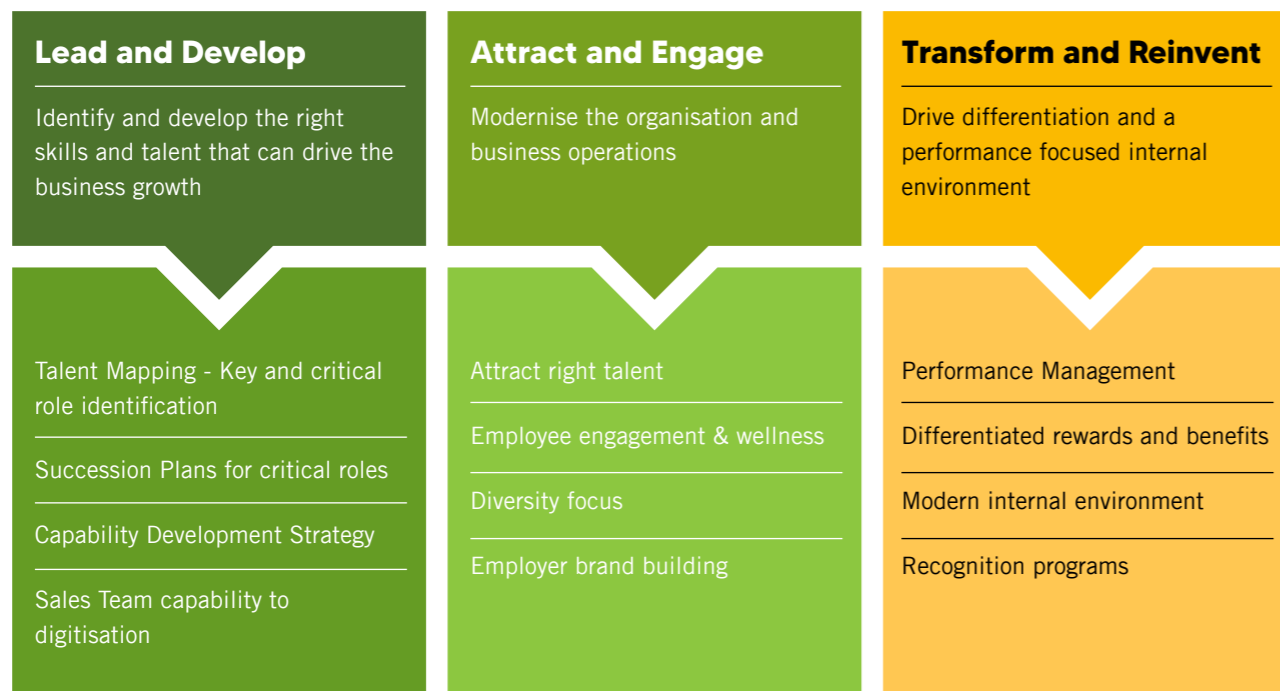 Lead and Develop
Identify and develop the right
skills and talent that can drive the
business growth
Talent Mapping - Key and critical
role identification
Succession Plans for critical roles
Capability Development Strategy
Sales Team capability to
digitisation
Attract and Engage
Modernise the organisation and
business operations
Attract right talent
Employee engagement & wellness
Diversity focus
Employer brand building
Transform and Reinvent
Drive differentiation and a
performance focused internal
environment
Performance Management
Differentiated rewards and benefits
Modern internal environment
Recognition programs